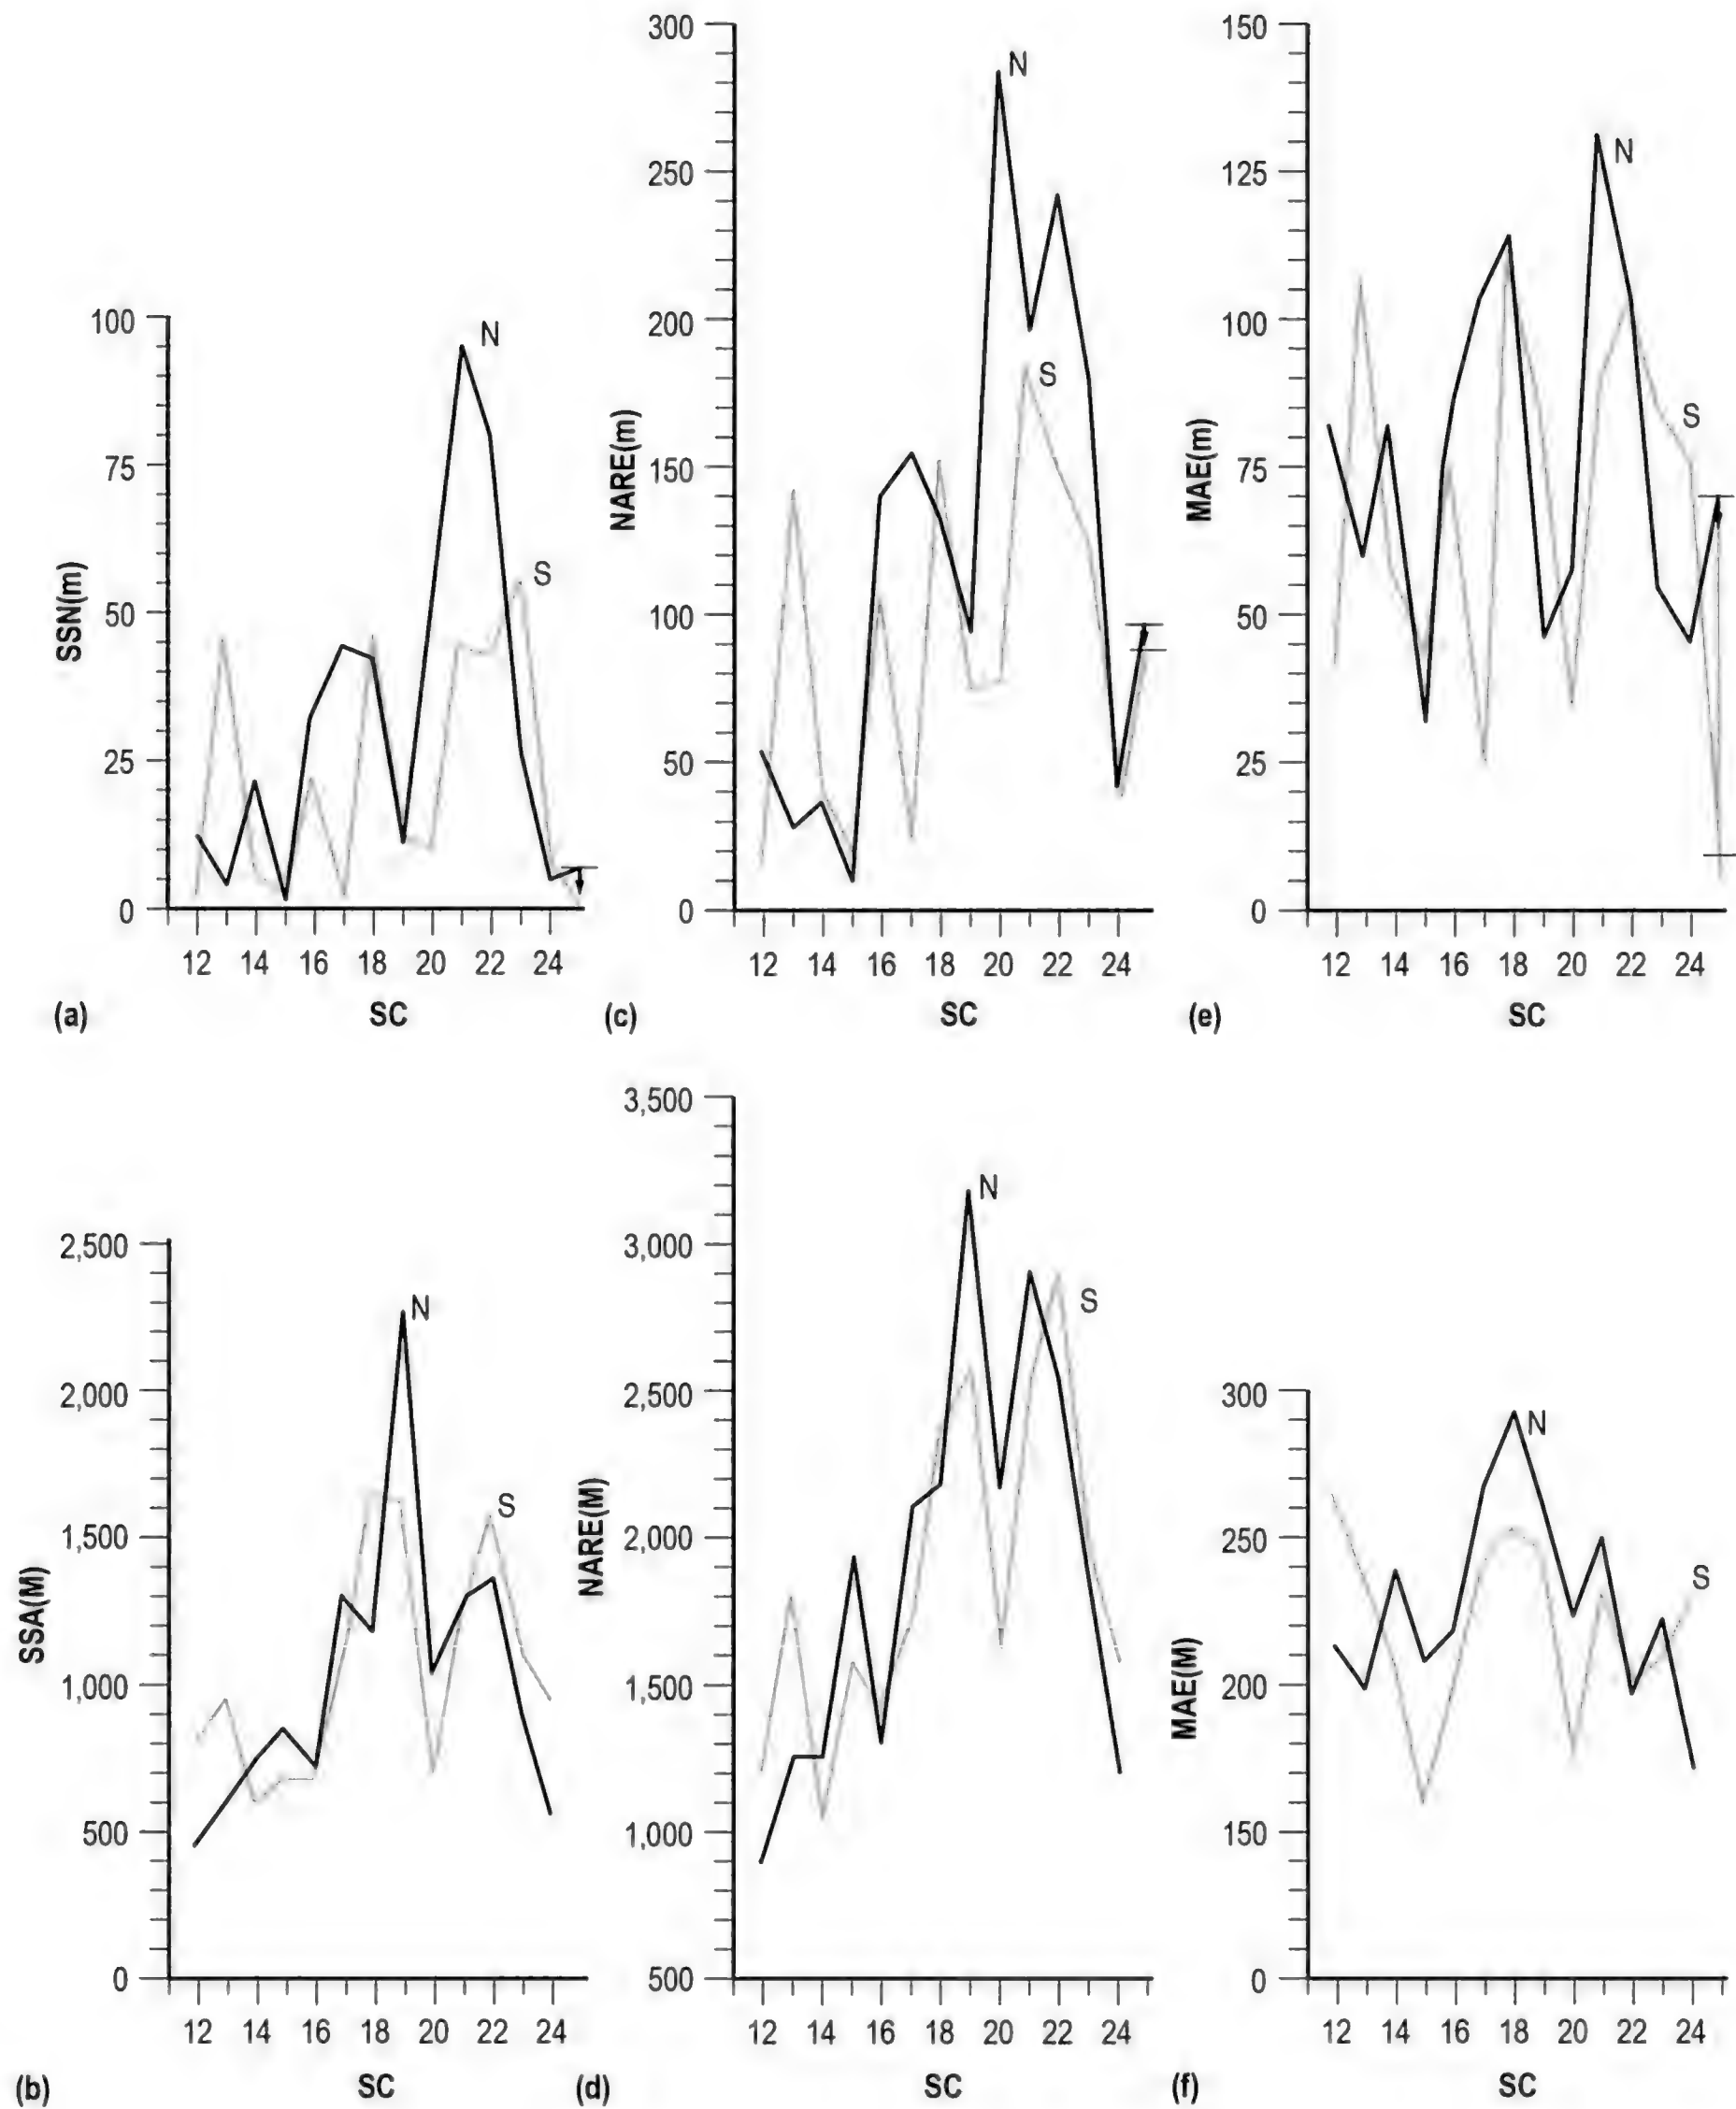 100
75
50
25
0
SSN(m)
N
S
12 14 16 18 20 22 24
(a) SC
300
250
200
150
100
50
0
NARE(m)
N
S
12 14 16 18 20 22 24
(c) SC
150
125
100
75
50
25
0
MAE(m)
N
S
12 14 16 18 20 22 24
(e) SC
2,500
2,000
1,500
1,000
500
0
SSA(M)
N
S
12 14 16 18 20 22 24
(b) SC
3,500
3,000
2,500
2,000
1,500
1,000
500
NARE(M)
N
S
12 14 16 18 20 22 24
(d) SC
300
250
200
150
0
MAE(M)
N
S
12 14 16 18 20 22 24
(f) SC